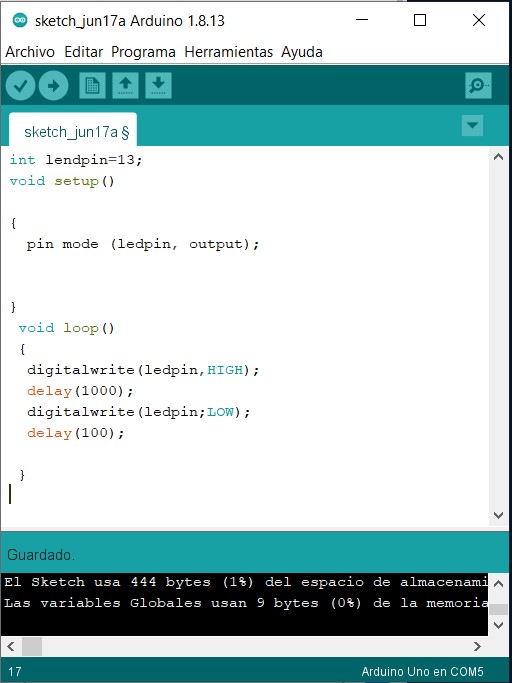 sketch_jun17a Arduino 1.8.13
Archivo Editar Programa Herramientas Ayuda
sketch_jun17a §
int lendpin=13;
void setup()
{
pin mode (ledpin, output);
}
void loop()
{
digitalwrite(ledpin,HIGH);
delay(1000);
digitalwrite(ledpin;LOW);
delay(100);
}
Guardado.
El Sketch usa 444 bytes (1%) del espacio de almacenami
Las variables Globales usan 9 bytes (0%) de la memoria
17 Arduino Uno en COM5